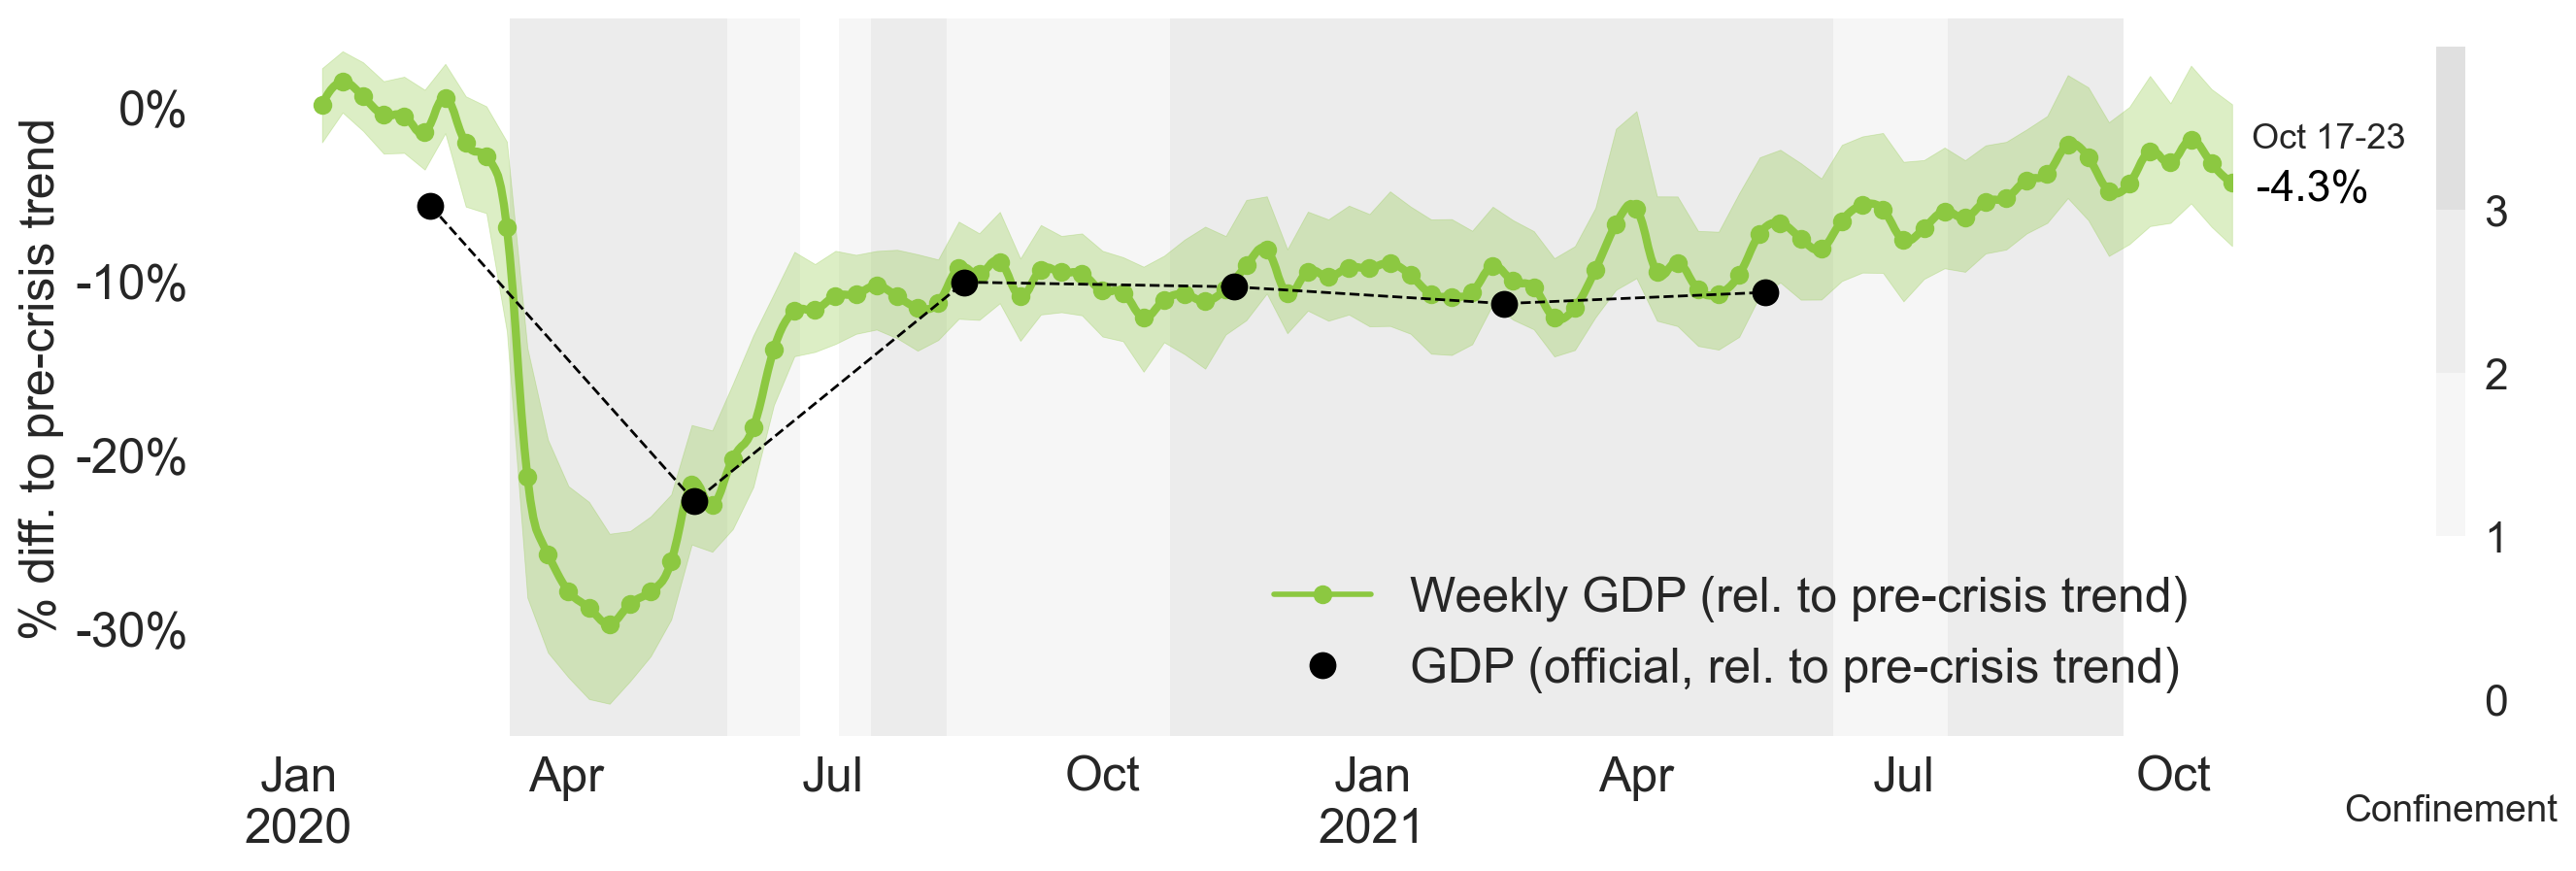 % diff. to pre-crisis trend
0%
-10%
-20%
-30%
Oct 17-23
-4.3%
3
2
1
0
Weekly GDP (rel. to pre-crisis trend)
GDP (official, rel. to pre-crisis trend)
Jan Apr Jul Oct Jan Apr Jul Oct
2020 2021
Confinement